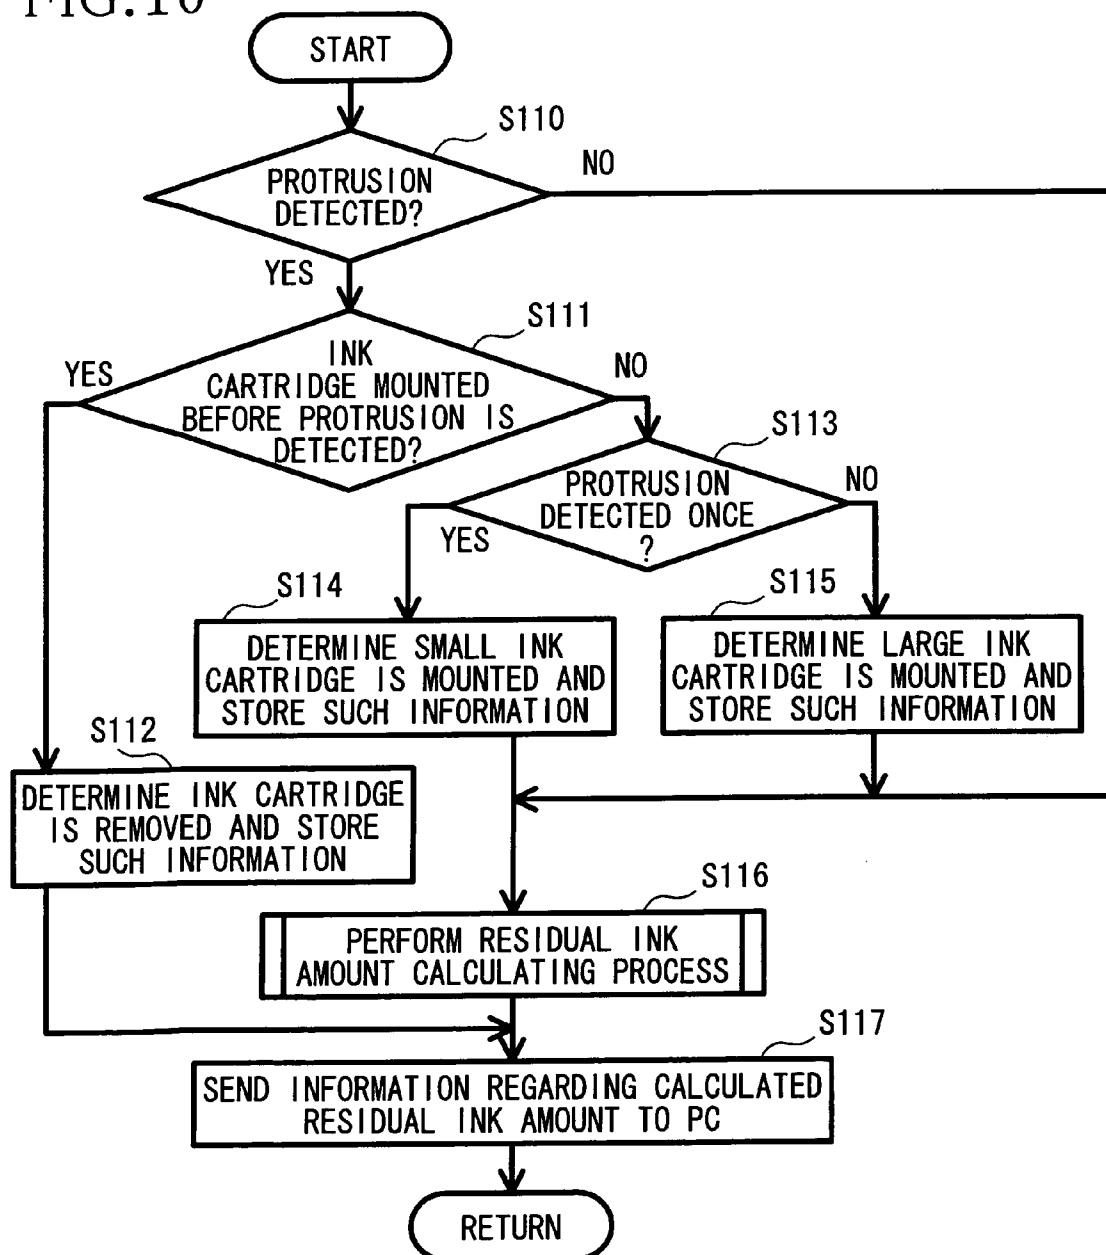 FIG.10
START
S110
PROTRUSION
DETECTED?
NO
YES
S111
INK
CARTRIDGE MOUNTED
BEFORE PROTRUSION IS
DETECTED?
YES
NO
S113
PROTRUSION
DETECTED ONCE
?
YES
NO
S114
DETERMINE SMALL INK
CARTRIDGE IS MOUNTED AND
STORE SUCH INFORMATION
S115
DETERMINE LARGE INK
CARTRIDGE IS MOUNTED AND
STORE SUCH INFORMATION
S112
DETERMINE INK CARTRIDGE
IS REMOVED AND STORE
SUCH INFORMATION
S116
PERFORM RESIDUAL INK
AMOUNT CALCULATING PROCESS
S117
SEND INFORMATION REGARDING CALCULATED
RESIDUAL INK AMOUNT TO PC
RETURN